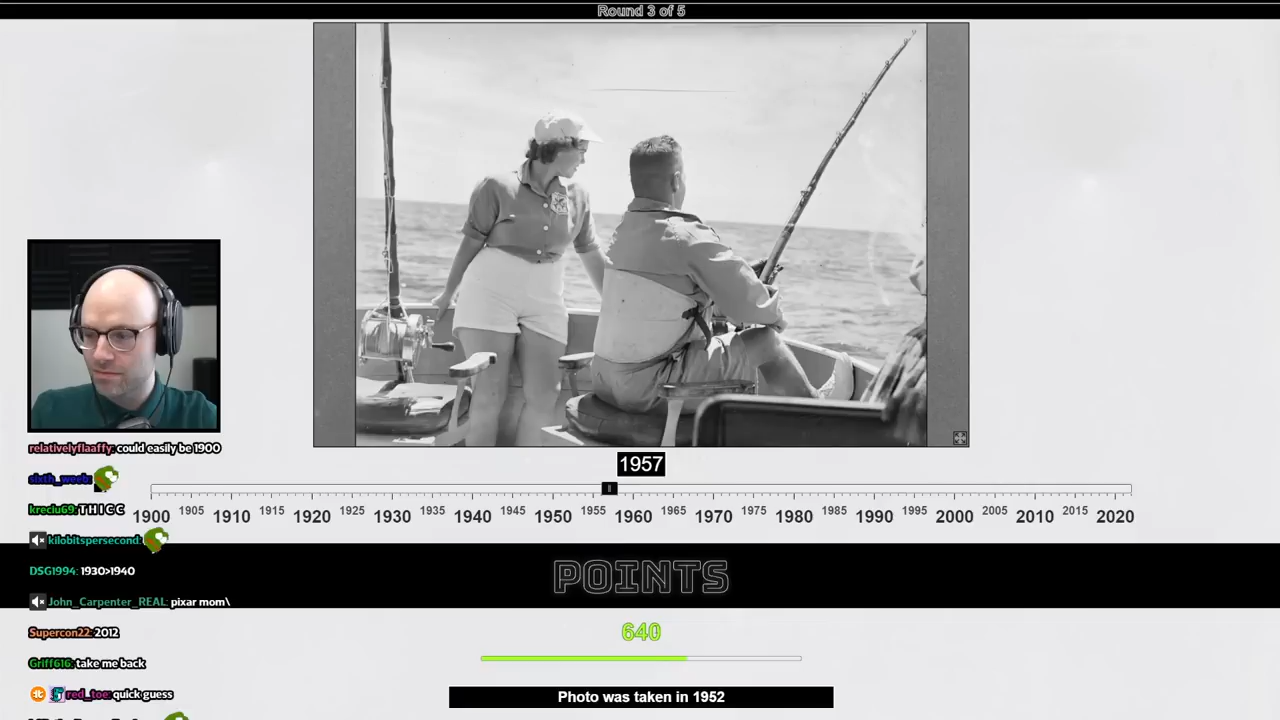 Round 3 of 5
1957
1900 1905 1910 1915 1920 1925 1930 1935 1940 1945 1950 1955 1960 1965 1970 1975 1980 1985 1990 1995 2000 2005 2010 2015 2020
POINTS
640
Photo was taken in 1952
relativelyflaaffy: could easily be 1900
sixth_weeb:
kreciu69: T H I C C
kilobitspersecond:
DSG1994: 1930>1940
John_Carpenter_REAL: pixar mom\
Supercon22: 2012
Griff616: take me back
red_toe: quick guess